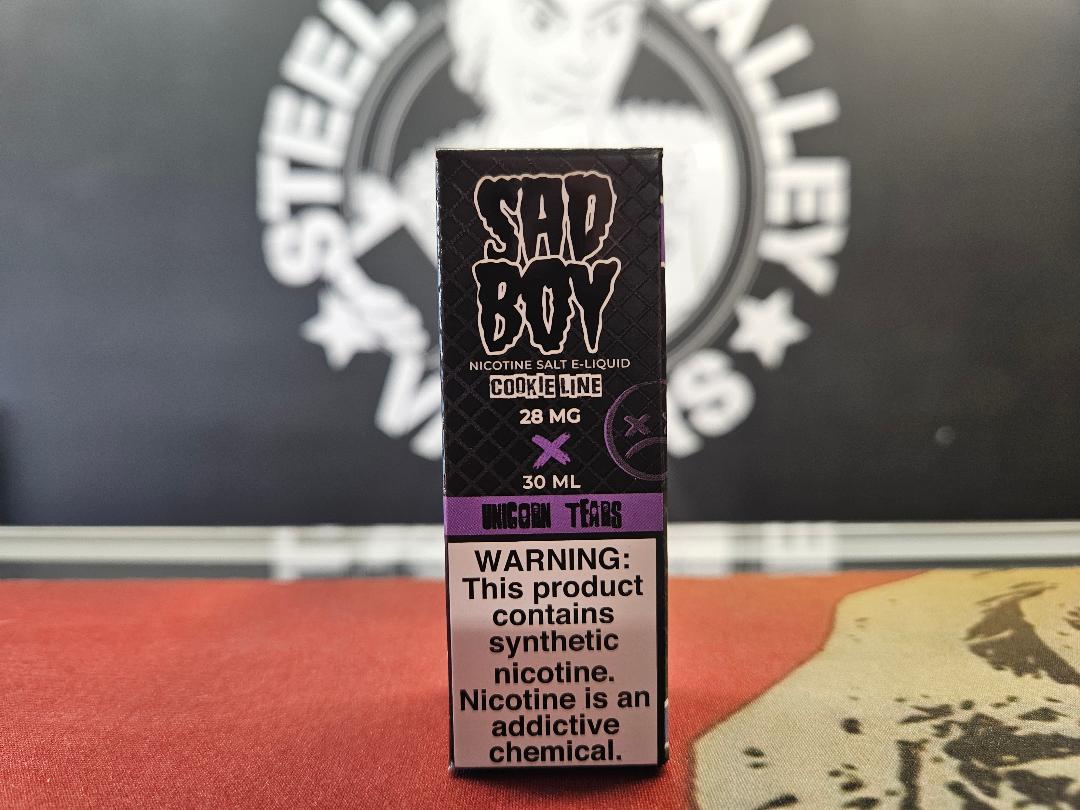 STEEL VALLEY
SAD
BOY
NICOTINE SALT E-LIQUID
COOKIE LINE
28 MG
X
30 ML
UNICORN TEARS
WARNING:
This product
contains
synthetic
nicotine.
Nicotine is an
addictive
chemical.